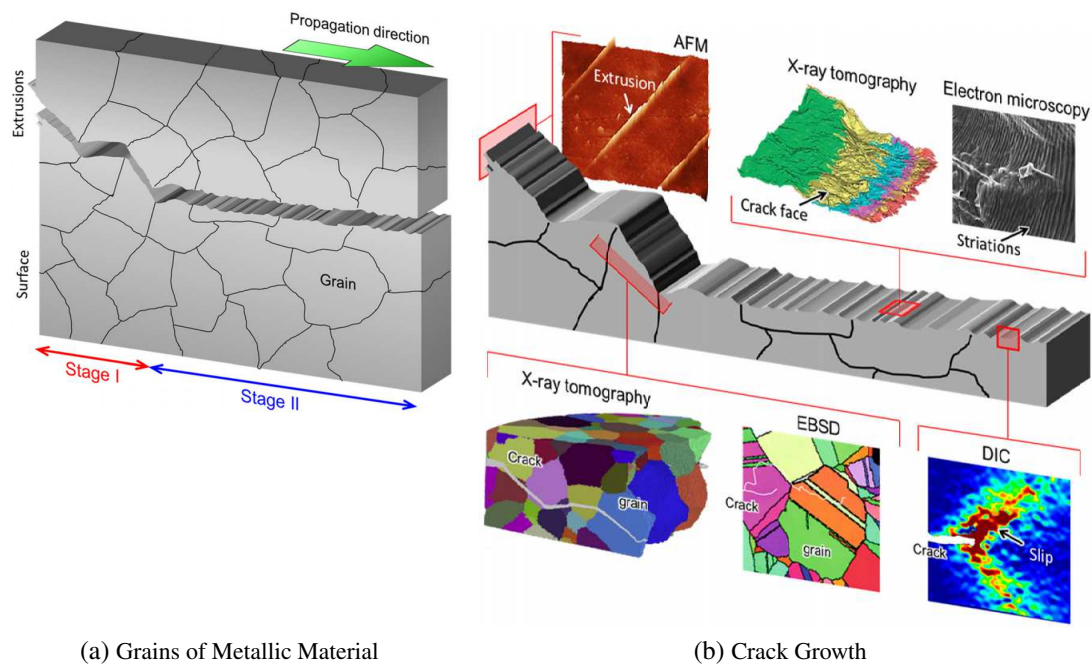 Propagation direction
Extrusions
Surface
Grain
Stage I
Stage II
(a) Grains of Metallic Material
AFM
Extrusion
X-ray tomography
Crack face
Electron microscopy
Striations
X-ray tomography
Crack
grain
EBSD
Crack
grain
DIC
Crack
Slip
(b) Crack Growth